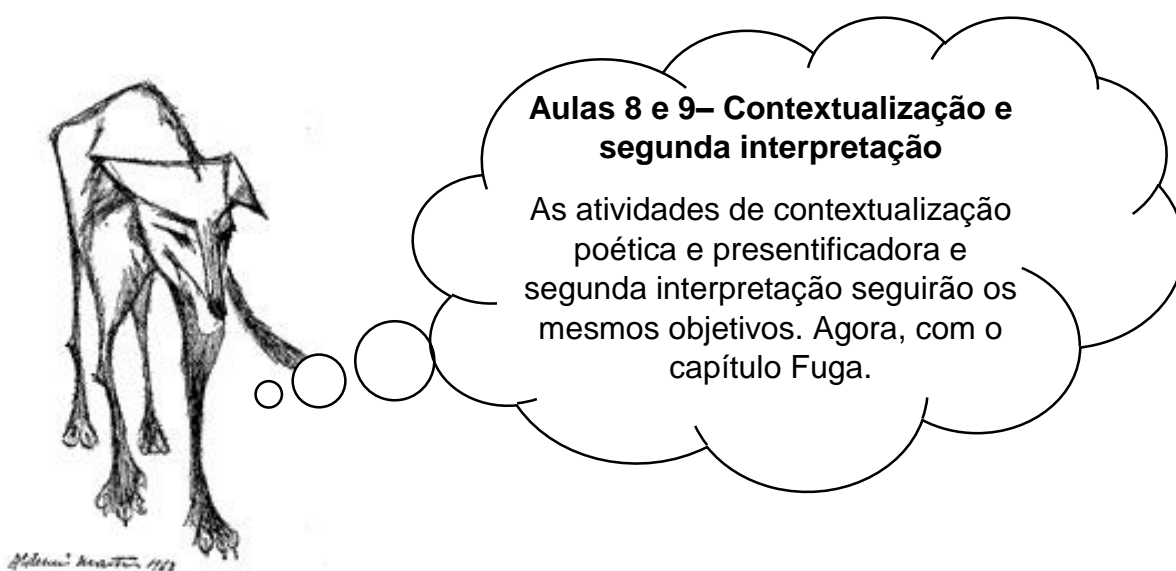 Aulas 8 e 9– Contextualização e
segunda interpretação
As atividades de contextualização
poética e presentificadora e
segunda interpretação seguirão os
mesmos objetivos. Agora, com o
capítulo Fuga.